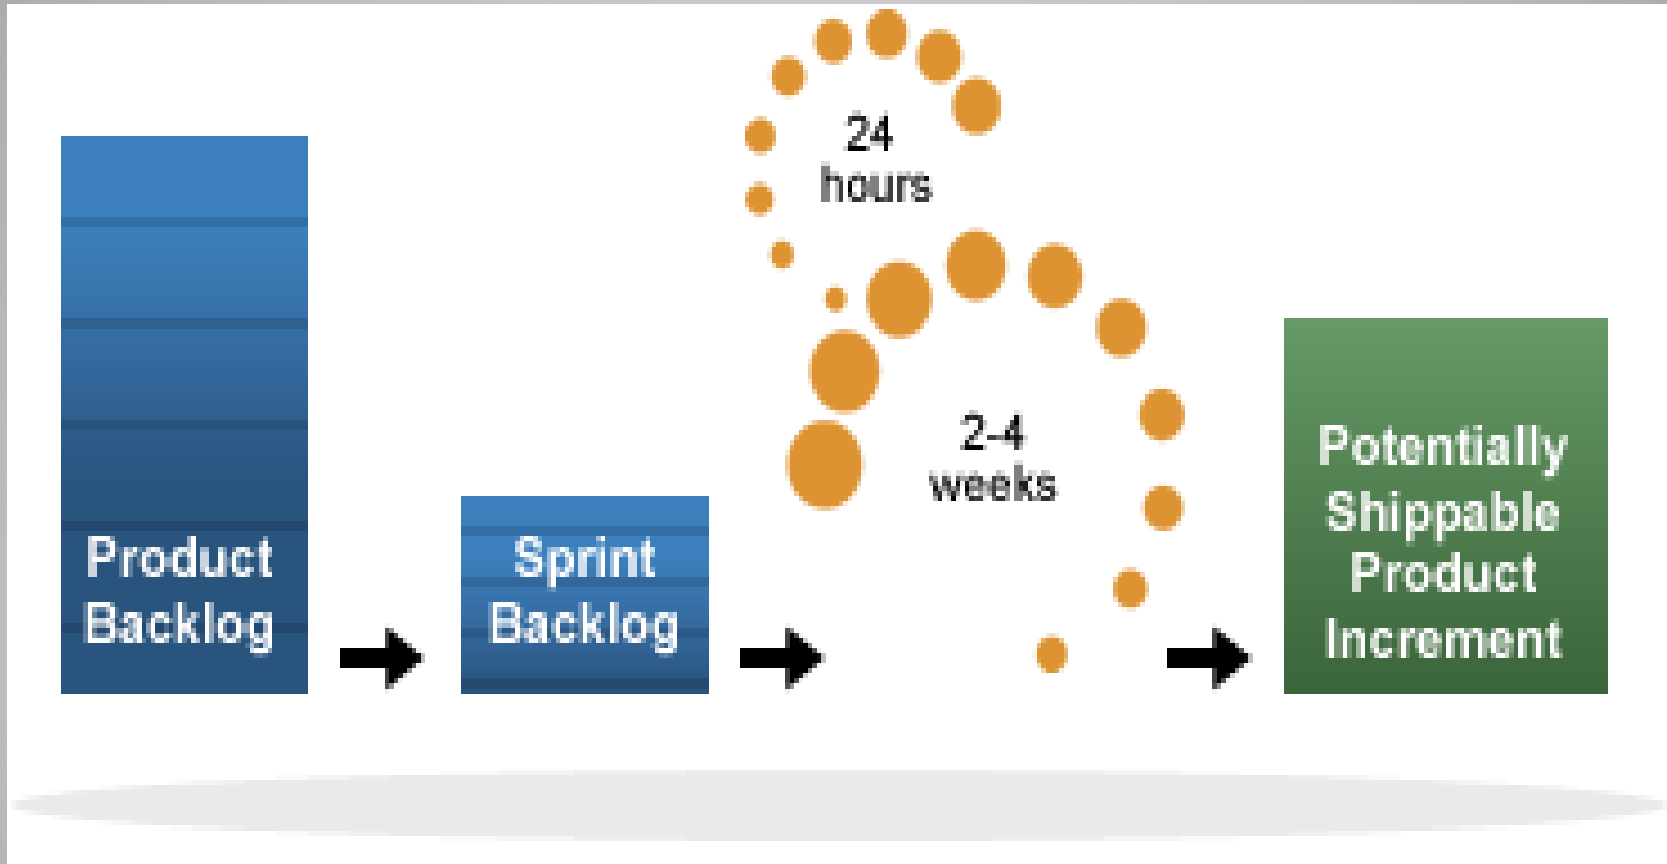 24
hours
2-4
weeks
Product
Backlog
Sprint
Backlog
Potentially
Shippable
Product
Increment